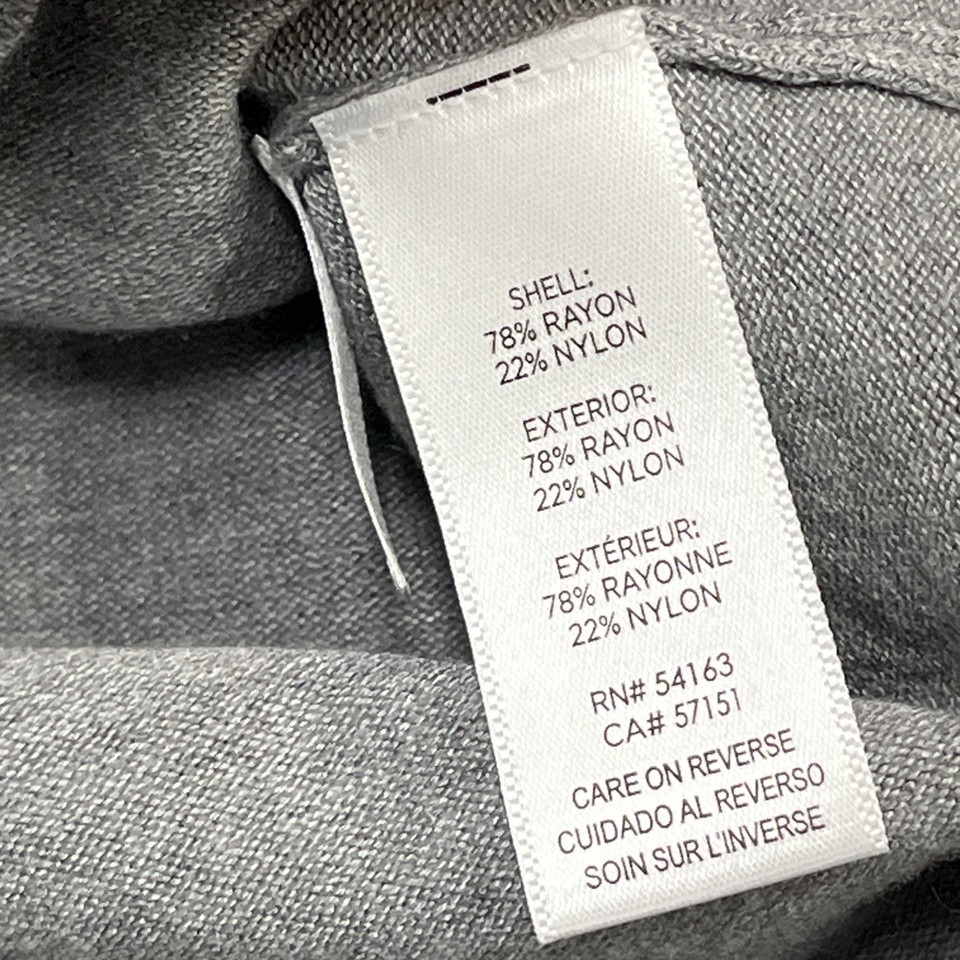 SHELL:
78% RAYON
22% NYLON
EXTERIOR:
78% RAYON
22% NYLON
EXTÉRIEUR:
78% RAYONNE
22% NYLON
RN# 54163
CA# 57151
CARE ON REVERSE
CUIDADO AL REVERSO
SOIN SUR L'INVERSE